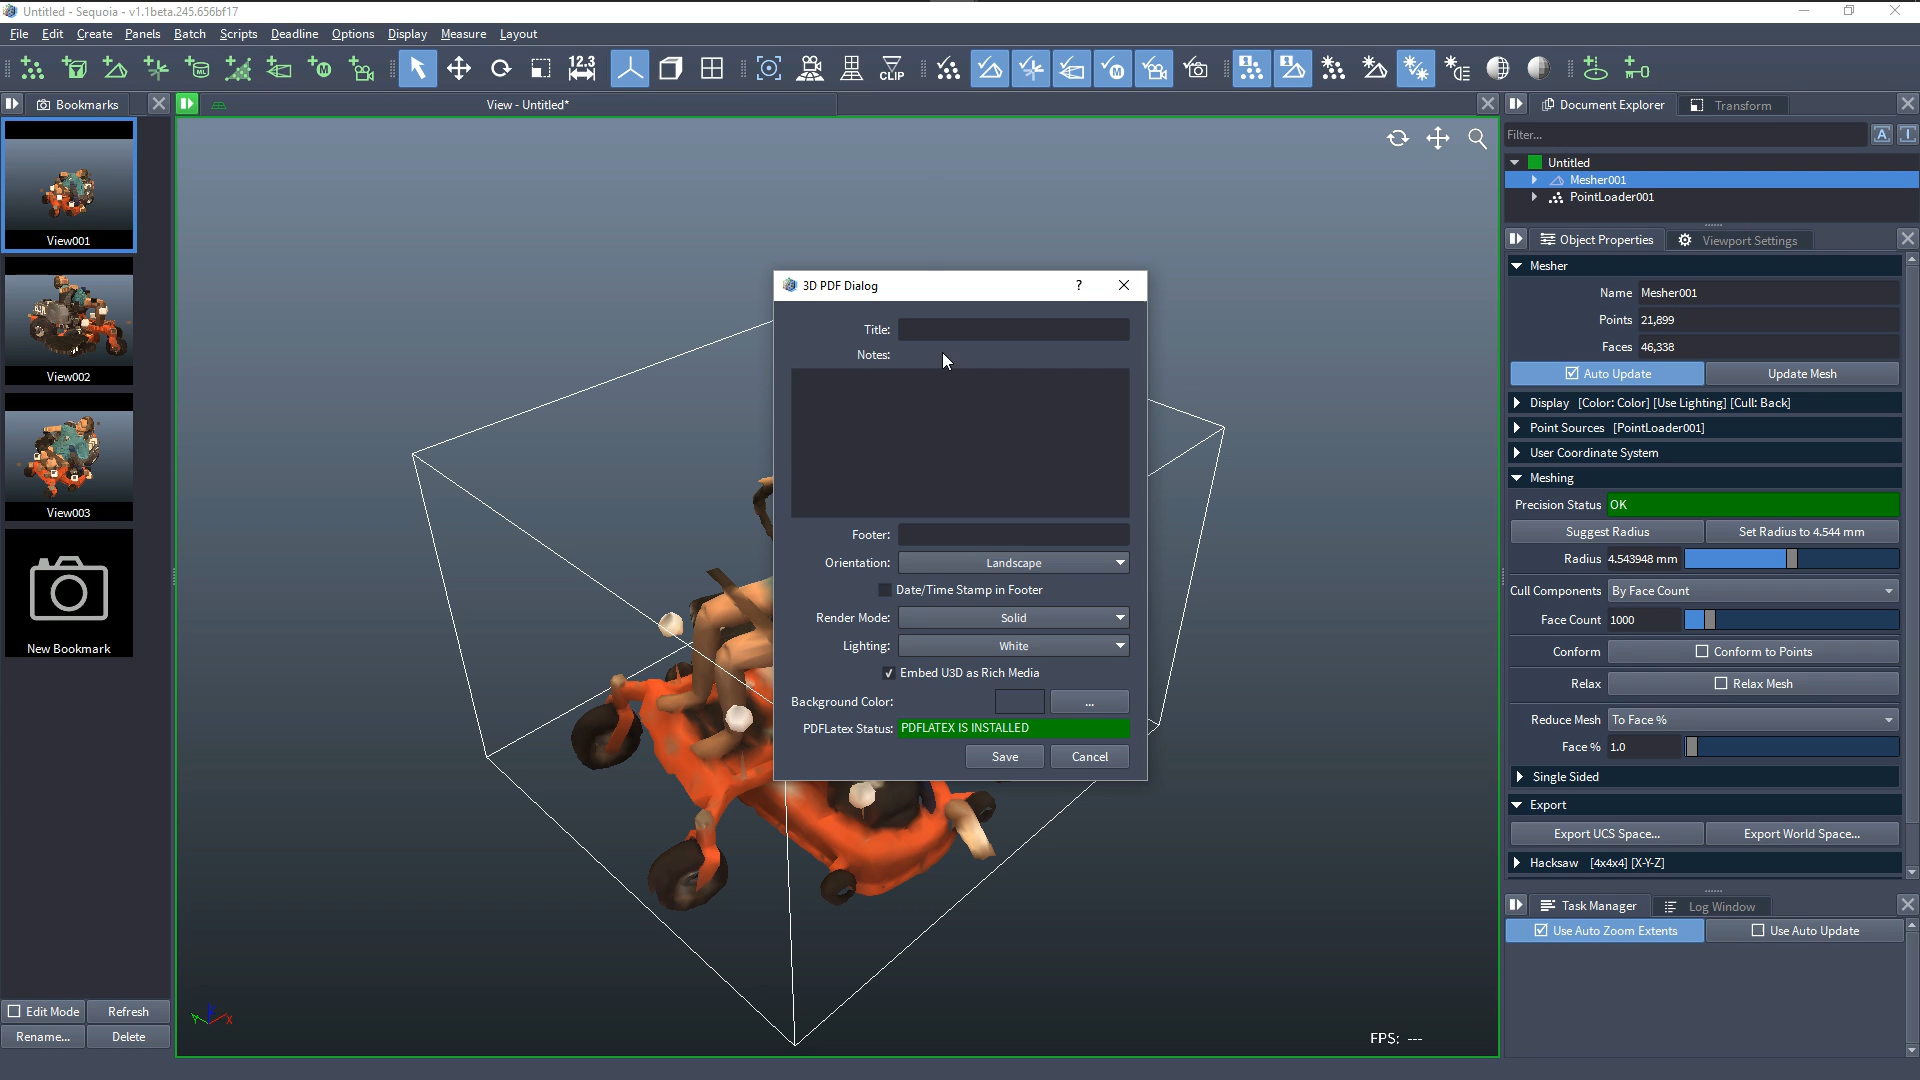 Untitled - Sequoia - v1.1beta.245.656bf17
File Edit Create Panels Batch Scripts Deadline Options Display Measure Layout
12.3 CLIP
Bookmarks
View - Untitled*
Document Explorer
Transform
Filter...
A I
View001
View002
View003
New Bookmark
Edit Mode Refresh
Rename... Delete
FPS: ---
3D PDF Dialog ?
Title:
Notes:
Footer:
Orientation: Landscape
Date/Time Stamp in Footer
Render Mode: Solid
Lighting: White
Embed U3D as Rich Media
Background Color: ...
PDFLatex Status: PDFLATEX IS INSTALLED
Save Cancel
Untitled
Mesher001
PointLoader001
Object Properties
Viewport Settings
Mesher
Name Mesher001
Points 21,899
Faces 46,338
Auto Update Update Mesh
Display [Color: Color] [Use Lighting] [Cull: Back]
Point Sources [PointLoader001]
User Coordinate System
Meshing
Precision Status OK
Suggest Radius Set Radius to 4.544 mm
Radius 4.543948 mm
Cull Components By Face Count
Face Count 1000
Conform Conform to Points
Relax Relax Mesh
Reduce Mesh To Face %
Face % 1.0
Single Sided
Export
Export UCS Space... Export World Space...
Hacksaw [4x4x4] [X-Y-Z]
Task Manager
Log Window
Use Auto Zoom Extents Use Auto Update